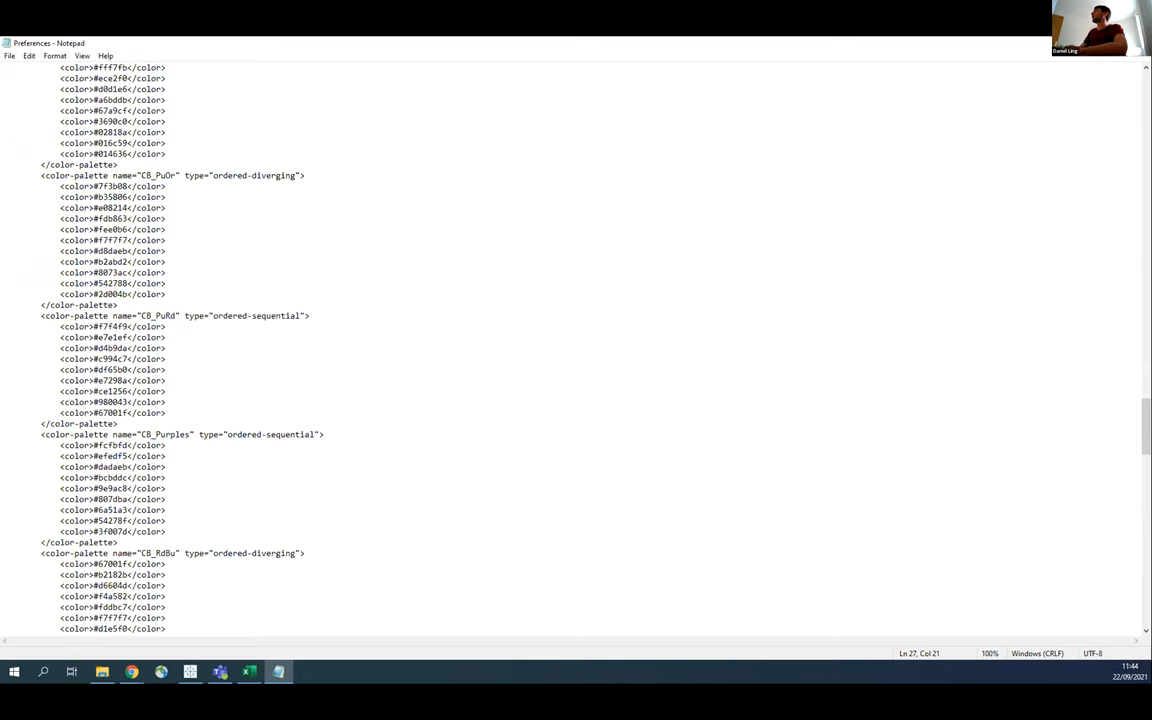 Daniel Ling
Preferences - Notepad
File Edit Format View Help
<color>#fff7fb</color>
<color>#ece2f0</color>
<color>#d0d1e6</color>
<color>#a6bddb</color>
<color>#67a9cf</color>
<color>#3690c0</color>
<color>#02818a</color>
<color>#016c59</color>
<color>#014636</color>
</color-palette>
<color-palette name="CB_PuOr" type="ordered-diverging">
<color>#7f3b08</color>
<color>#b35806</color>
<color>#e08214</color>
<color>#fdb863</color>
<color>#fee0b6</color>
<color>#f7f7f7</color>
<color>#d8daeb</color>
<color>#b2abd2</color>
<color>#8073ac</color>
<color>#542788</color>
<color>#2d004b</color>
</color-palette>
<color-palette name="CB_PuRd" type="ordered-sequential">
<color>#f7f4f9</color>
<color>#e7e1ef</color>
<color>#d4b9da</color>
<color>#c994c7</color>
<color>#df65b0</color>
<color>#e7298a</color>
<color>#ce1256</color>
<color>#980043</color>
<color>#67001f</color>
</color-palette>
<color-palette name="CB_Purples" type="ordered-sequential">
<color>#fcfbfd</color>
<color>#efedf5</color>
<color>#dadaeb</color>
<color>#bcbddc</color>
<color>#9e9ac8</color>
<color>#807dba</color>
<color>#6a51a3</color>
<color>#54278f</color>
<color>#3f007d</color>
</color-palette>
<color-palette name="CB_RdBu" type="ordered-diverging">
<color>#67001f</color>
<color>#b2182b</color>
<color>#d6604d</color>
<color>#f4a582</color>
<color>#fddbc7</color>
<color>#f7f7f7</color>
<color>#d1e5f0</color>
Ln 27, Col 21 100% Windows (CRLF) UTF-8
11:44
22/09/2021